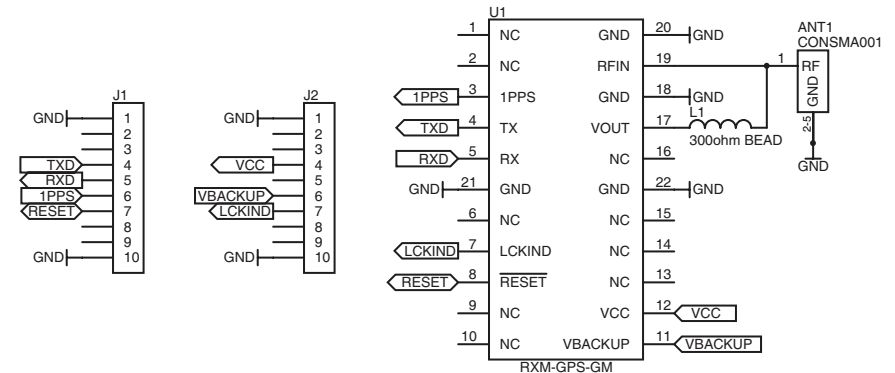 J1
GND 1
2
3
TXD 4
RXD 5
1PPS 6
RESET 7
8
9
GND 10
J2
GND 1
2
3
VCC 4
5
VBACKUP 6
LCKIND 7
8
9
GND 10
U1
1 NC GND 20 GND
2 NC RFIN 19
1PPS 3 1PPS GND 18 GND
TXD 4 TX VOUT 17
RXD 5 RX NC 16
GND 21 GND GND 22 GND
6 NC NC 15
LCKIND 7 LCKIND NC 14
RESET 8 RESET NC 13
9 NC VCC 12 VCC
10 NC VBACKUP 11 VBACKUP
RXM-GPS-GM
L1
300ohm BEAD
ANT1
CONSMA001
1 RF
GND
2-5
GND